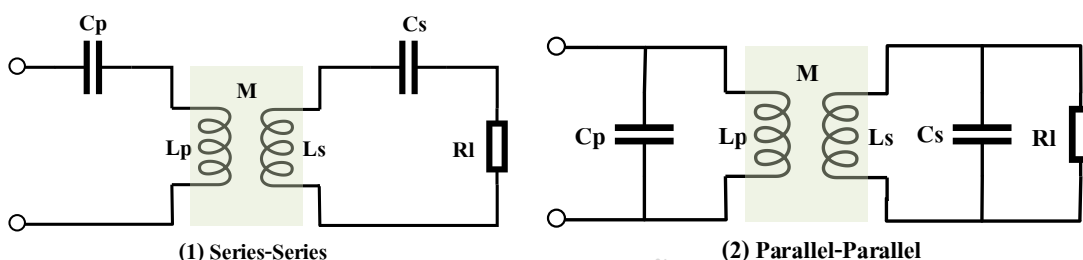 Cp
Cs
M
Lp
Ls
Rl
(1) Series-Series
M
Cp
Lp
Ls
Cs
Rl
(2) Parallel-Parallel